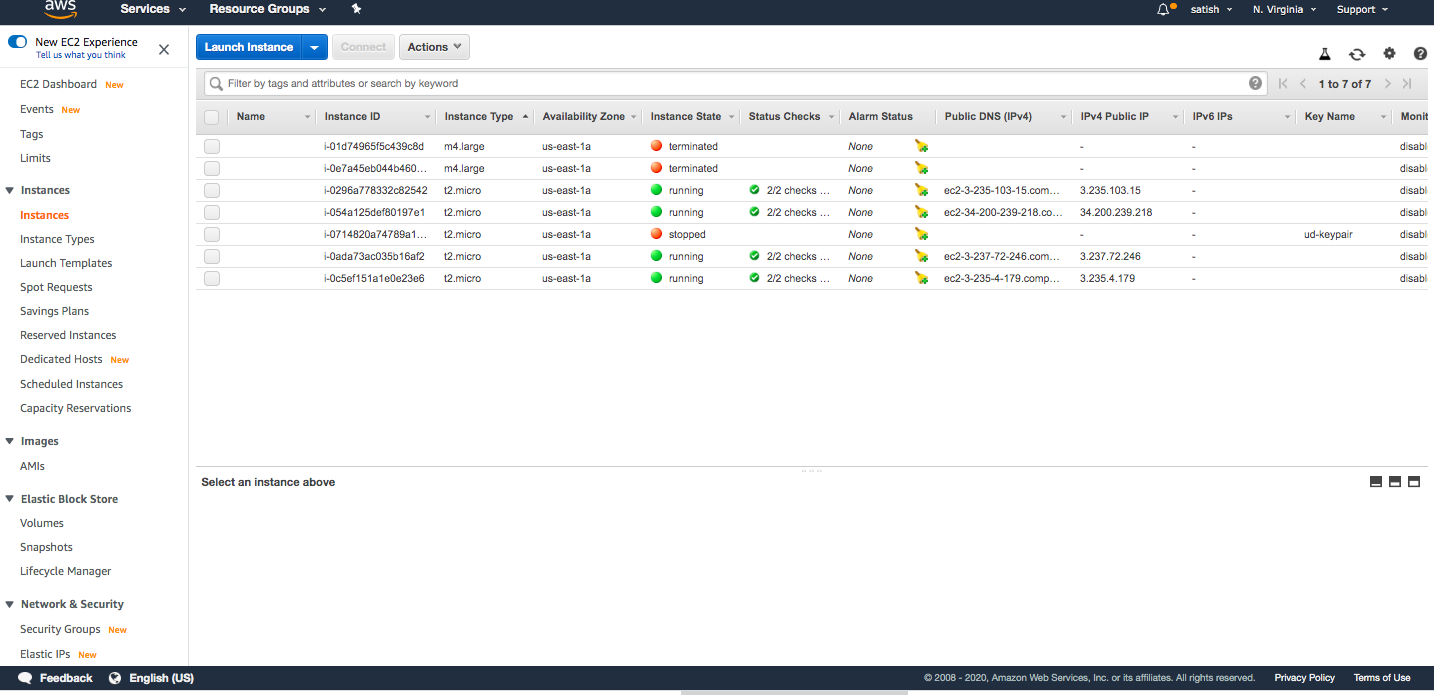 aws
Services Resource Groups satish N. Virginia Support
New EC2 Experience
Tell us what you think
EC2 Dashboard New
Events New
Tags
Limits
Instances
Instances
Instance Types
Launch Templates
Spot Requests
Savings Plans
Reserved Instances
Dedicated Hosts New
Scheduled Instances
Capacity Reservations
Images
AMIs
Elastic Block Store
Volumes
Snapshots
Lifecycle Manager
Network & Security
Security Groups New
Elastic IPs New
Launch Instance Connect Actions
Filter by tags and attributes or search by keyword 1 to 7 of 7
Name Instance ID Instance Type Availability Zone Instance State Status Checks Alarm Status Public DNS (IPv4) IPv4 Public IP IPv6 IPs Key Name Monit
i-01d74965f5c439c8d m4.large us-east-1a terminated None - - disabl
i-0e7a45eb044b460... m4.large us-east-1a terminated None - - disabl
i-0296a778332c82542 t2.micro us-east-1a running 2/2 checks ... None ec2-3-235-103-15.com... 3.235.103.15 - disabl
i-054a125def80197e1 t2.micro us-east-1a running 2/2 checks ... None ec2-34-200-239-218.co... 34.200.239.218 - disabl
i-0714820a74789a1... t2.micro us-east-1a stopped None - - ud-keypair disabl
i-0ada73ac035b16af2 t2.micro us-east-1a running 2/2 checks ... None ec2-3-237-72-246.com... 3.237.72.246 - disabl
i-0c5ef151a1e0e23e6 t2.micro us-east-1a running 2/2 checks ... None ec2-3-235-4-179.comp... 3.235.4.179 - disabl
Select an instance above
Feedback English (US) © 2008 - 2020, Amazon Web Services, Inc. or its affiliates. All rights reserved. Privacy Policy Terms of Use